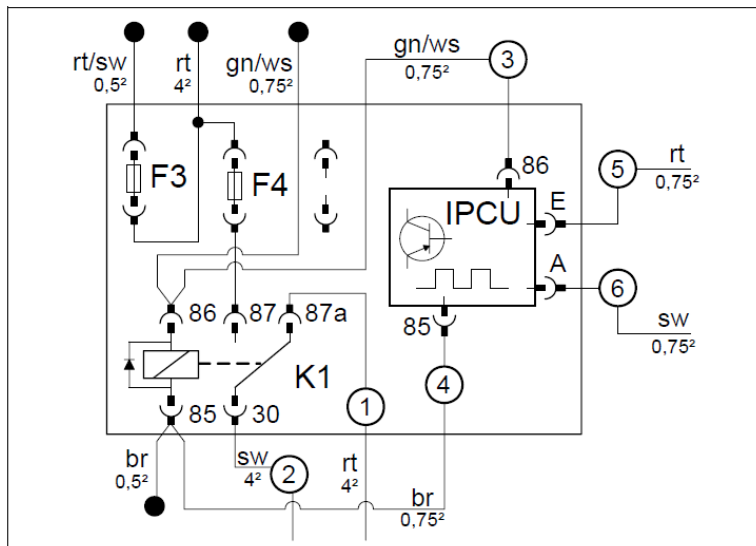 rt/sw
0,5²
rt
4²
gn/ws
0,75²
gn/ws
0,75²
3
F3
F4
86
IPCU
E
5
rt
0,75²
A
6
sw
0,75²
86
87
87a
85
K1
4
85
30
1
br
0,5²
sw
4²
2
rt
4²
br
0,75²